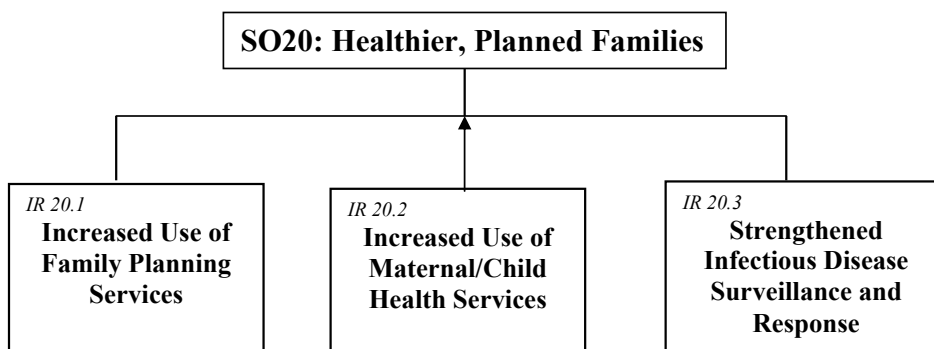 SO20: Healthier, Planned Families
IR 20.1
Increased Use of
Family Planning
Services
IR 20.2
Increased Use of
Maternal/Child
Health Services
IR 20.3
Strengthened
Infectious Disease
Surveillance and
Response